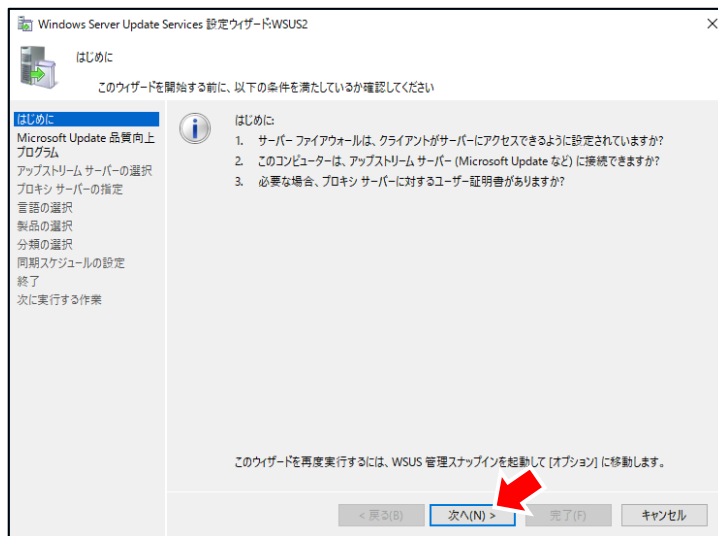 Windows Server Update Services 設定ウィザード:WSUS2
はじめに
このウィザードを開始する前に、以下の条件を満たしているか確認してください
はじめに
Microsoft Update 品質向上
プログラム
アップストリーム サーバーの選択
プロキシ サーバーの指定
言語の選択
製品の選択
分類の選択
同期スケジュールの設定
終了
次に実行する作業
はじめに:
1. サーバー ファイアウォールは、クライアントがサーバーにアクセスできるように設定されていますか?
2. このコンピューターは、アップストリーム サーバー (Microsoft Update など) に接続できますか?
3. 必要な場合、プロキシ サーバーに対するユーザー証明書がありますか?
このウィザードを再度実行するには、WSUS 管理スナップインを起動して [オプション] に移動します。
< 戻る(B) 次へ(N) > 完了(F) キャンセル